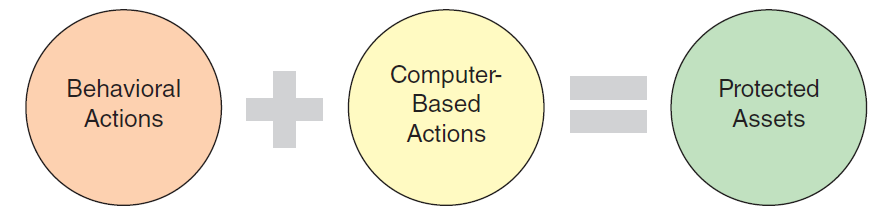 Behavioral
Actions
Computer-
Based
Actions
Protected
Assets